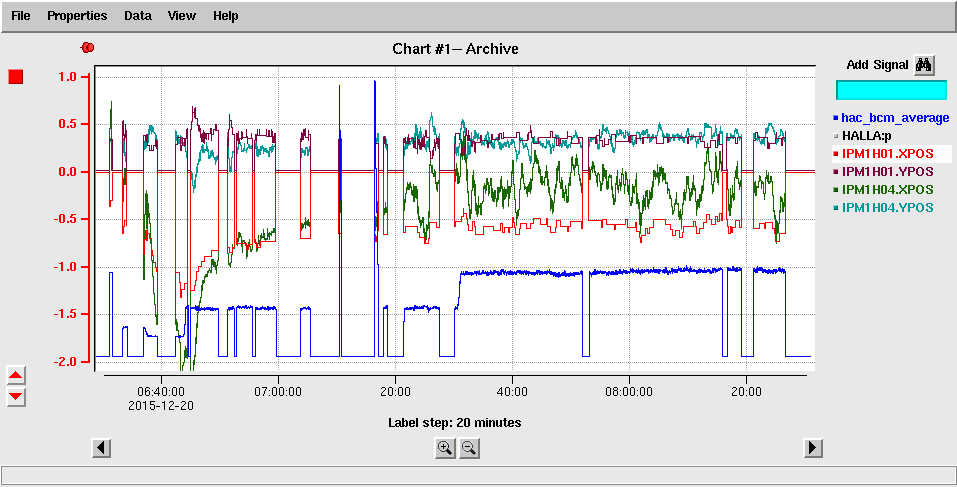 File Properties Data View Help
Chart #1— Archive
Add Signal
hac_bcm_average
HALLA:p
IPM1H01.XPOS
IPM1H01.YPOS
IPM1H04.XPOS
IPM1H04.YPOS
1.0
0.5
0.0
-0.5
-1.0
-1.5
-2.0
06:40:00 07:00:00 20:00 40:00 08:00:00 20:00
2015-12-20
Label step: 20 minutes